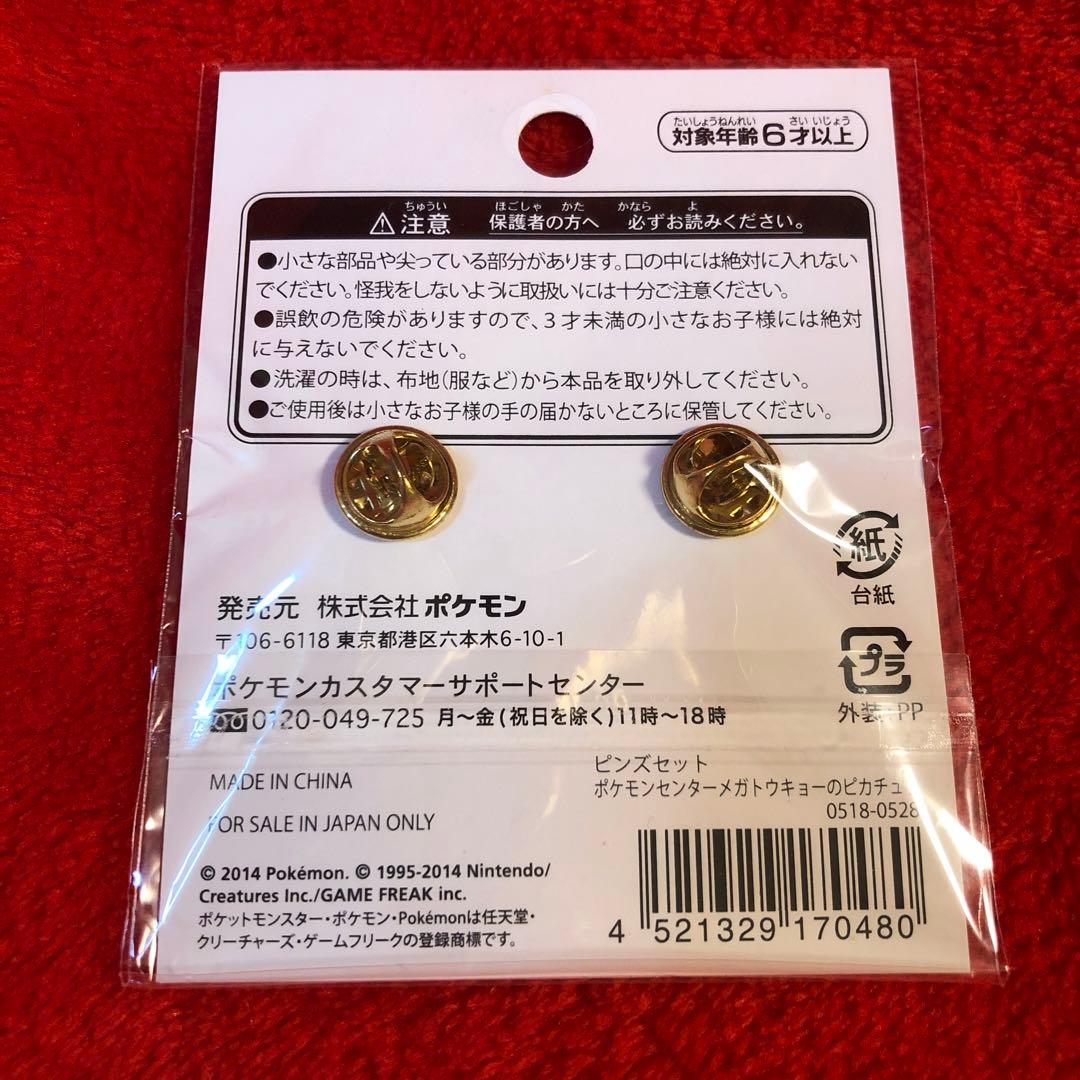 たいしょうねんれい さい いじょう
対象年齢6才以上
ちゅうい ほごしゃ かた かなら よ
⚠注意 保護者の方へ 必ずお読みください。
●小さな部品や尖っている部分があります。口の中には絶対に入れない
でください。怪我をしないように取扱いには十分ご注意ください。
●誤飲の危険がありますので、3才未満の小さなお子様には絶対
に与えないでください。
●洗濯の時は、布地(服など)から本品を取り外してください。
●ご使用後は小さなお子様の手の届かないところに保管してください。
紙
台紙
発売元 株式会社ポケモン
〒106-6118 東京都港区六本木6-10-1
プラ
外装:PP
ポケモンカスタマーサポートセンター
0120-049-725 月〜金(祝日を除く)11時〜18時
MADE IN CHINA
FOR SALE IN JAPAN ONLY
ピンズセット
ポケモンセンターメガトウキョーのピカチュウ
0518-0528
© 2014 Pokémon. © 1995-2014 Nintendo/
Creatures Inc./GAME FREAK inc.
ポケットモンスター・ポケモン・Pokémonは任天堂・
クリーチャーズ・ゲームフリークの登録商標です。
4 521329 170480